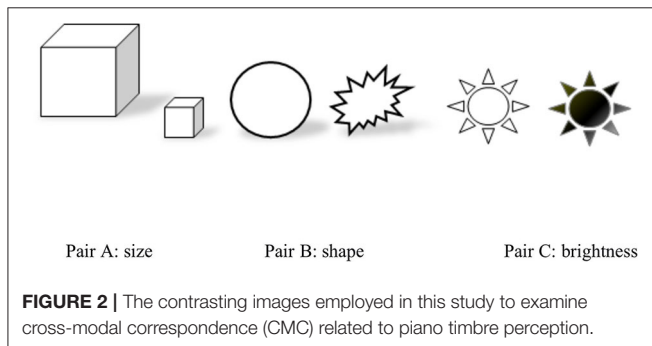 Pair A: size
Pair B: shape
Pair C: brightness
FIGURE 2 | The contrasting images employed in this study to examine
cross-modal correspondence (CMC) related to piano timbre perception.